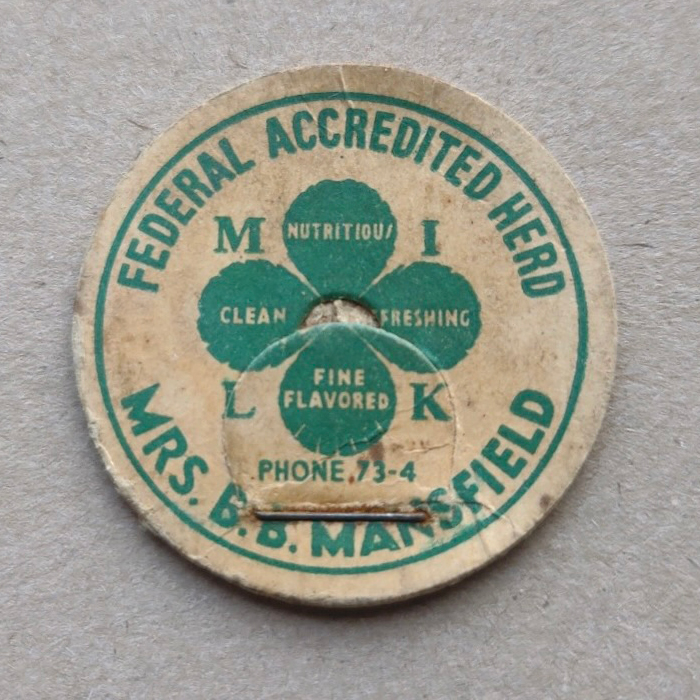 FEDERAL ACCREDITED HERD
M I
NUTRITIOUS
CLEAN
FRESHING
FINE
FLAVORED
L K
PHONE 73-4
MRS. B. B. MANSFIELD